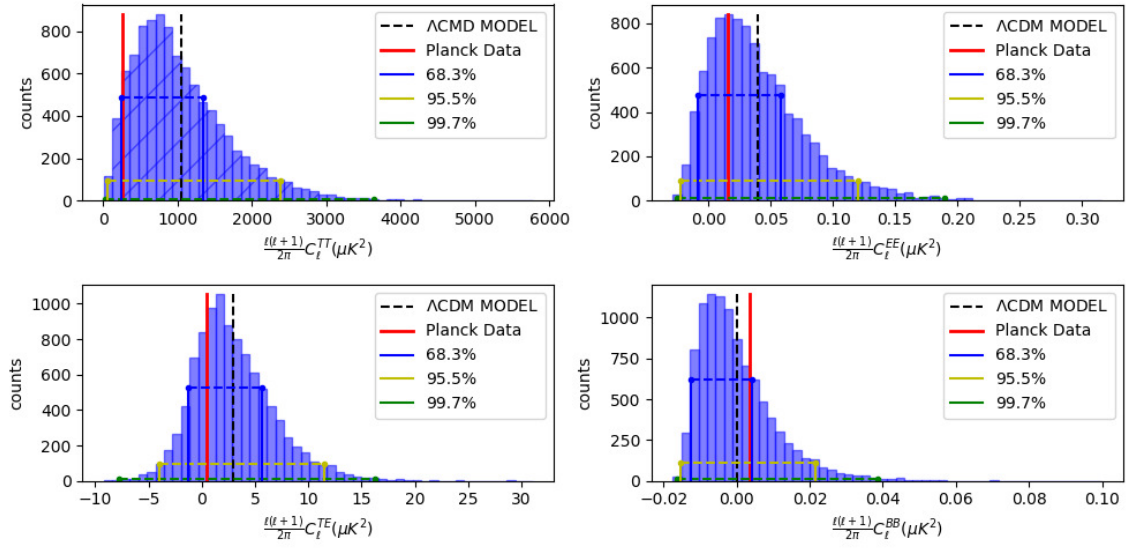 800
600
400
200
0
counts
0 1000 2000 3000 4000 5000 6000
ℓ(ℓ+1)/2π C_ℓ^{TT}(μK²)
ΛCMD MODEL
Planck Data
68.3%
95.5%
99.7%
800
600
400
200
0
counts
0.00 0.05 0.10 0.15 0.20 0.25 0.30
ℓ(ℓ+1)/2π C_ℓ^{EE}(μK²)
ΛCDM MODEL
Planck Data
68.3%
95.5%
99.7%
1000
800
600
400
200
0
counts
−10 −5 0 5 10 15 20 25 30
ℓ(ℓ+1)/2π C_ℓ^{TE}(μK²)
ΛCDM MODEL
Planck Data
68.3%
95.5%
99.7%
1000
750
500
250
0
counts
−0.02 0.00 0.02 0.04 0.06 0.08 0.10
ℓ(ℓ+1)/2π C_ℓ^{BB}(μK²)
ΛCDM MODEL
Planck Data
68.3%
95.5%
99.7%